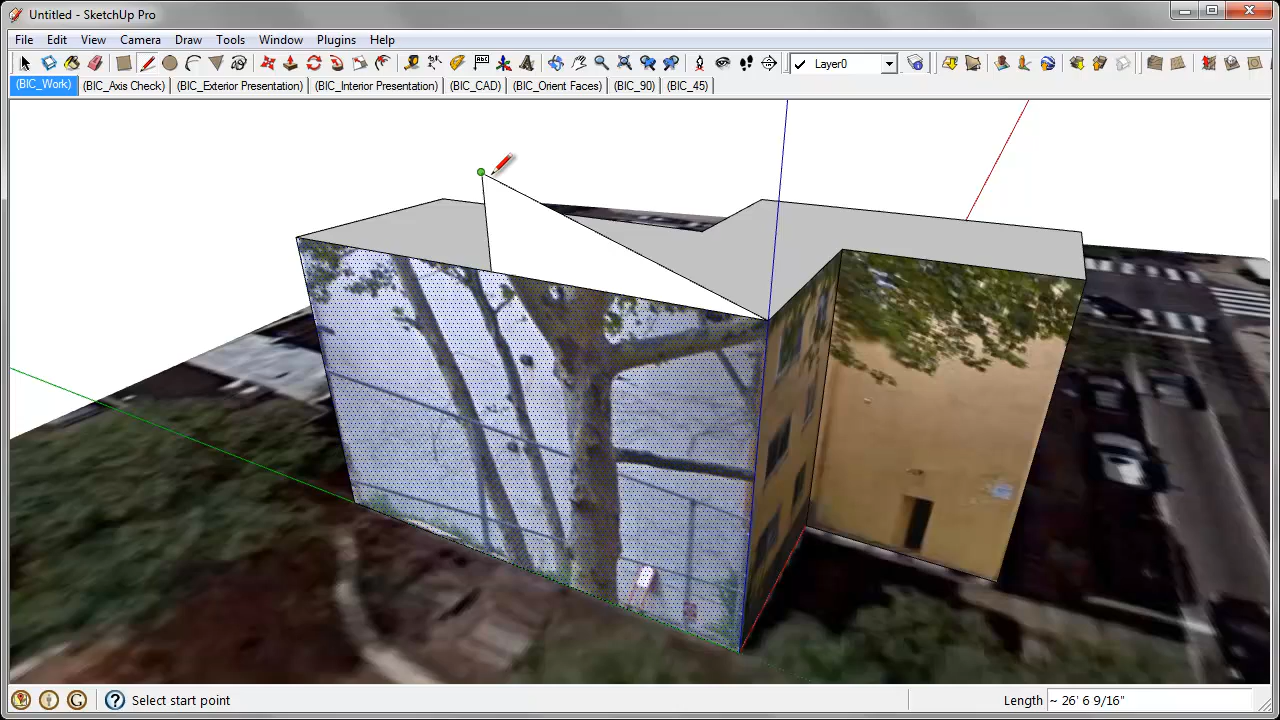 Untitled - SketchUp Pro
File Edit View Camera Draw Tools Window Plugins Help
Layer0
(BIC_Work) (BIC_Axis Check) (BIC_Exterior Presentation) (BIC_Interior Presentation) (BIC_CAD) (BIC_Orient Faces) (BIC_90) (BIC_45)
Select start point Length ~ 26' 6 9/16"